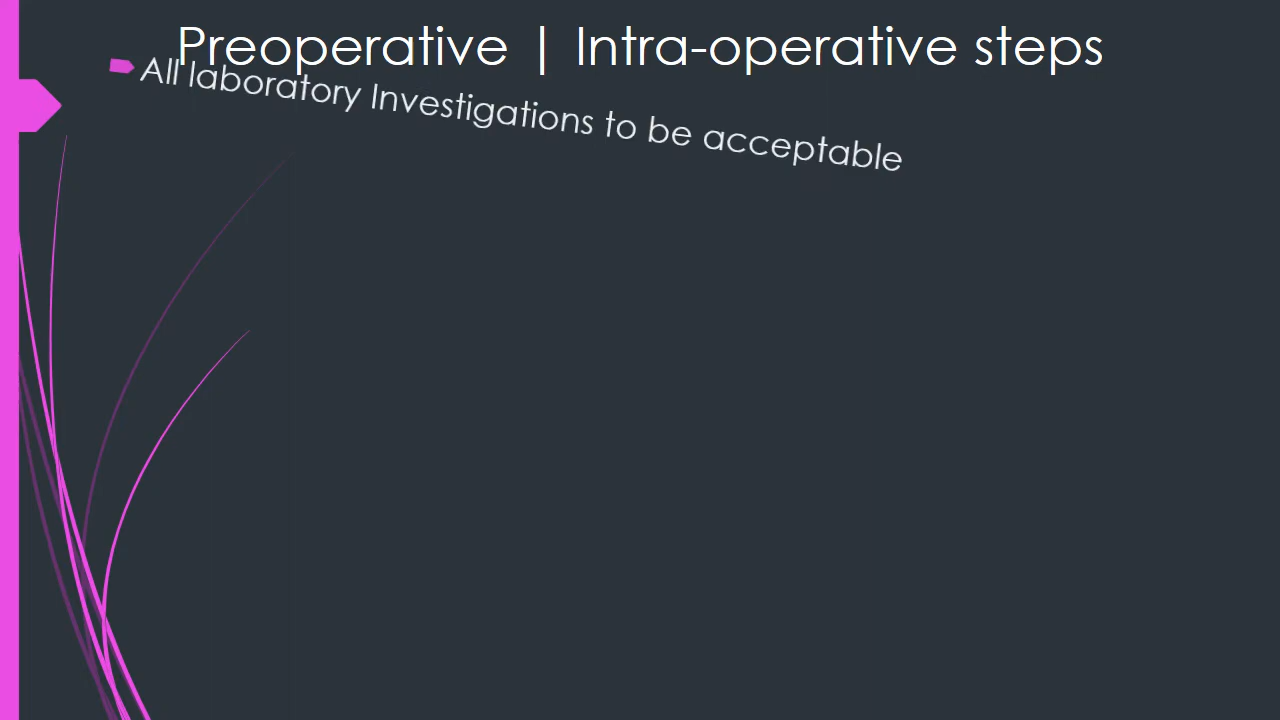 Preoperative | Intra-operative steps
All laboratory Investigations to be acceptable